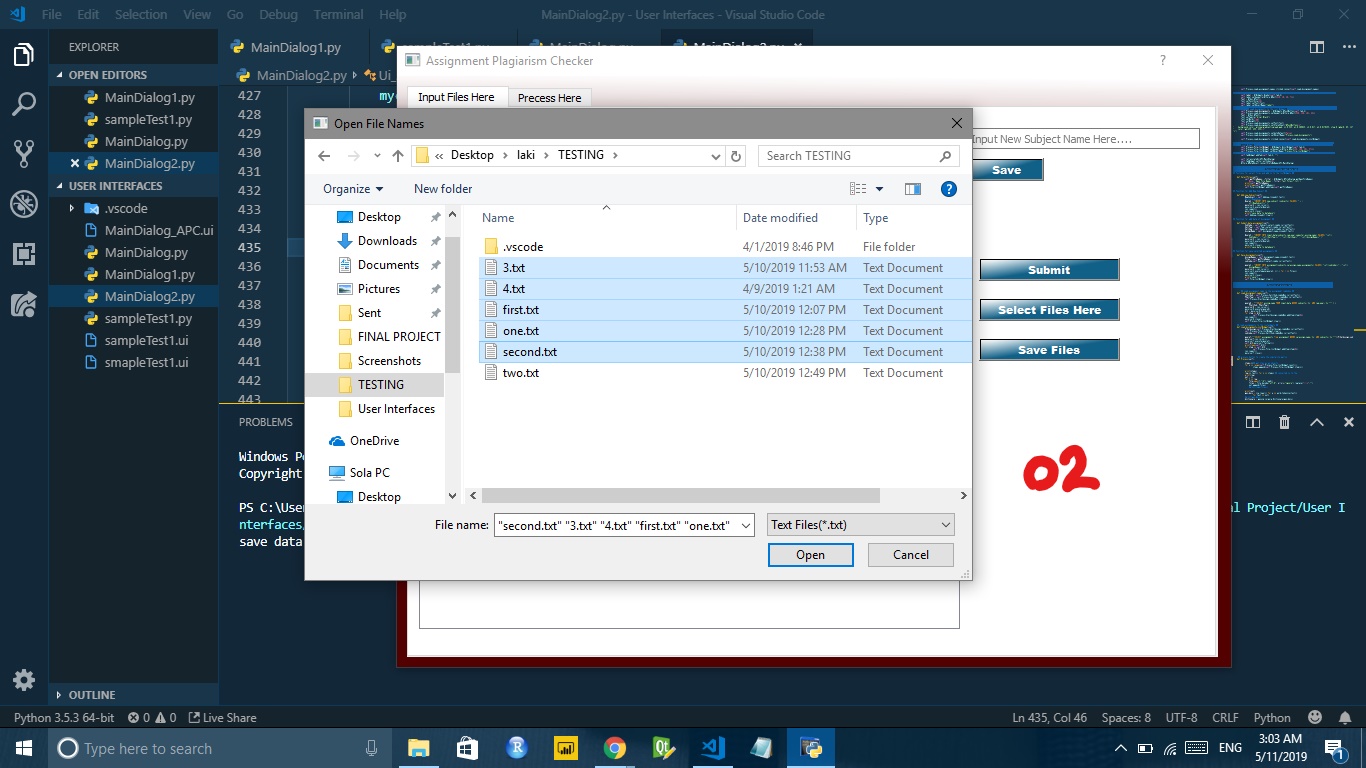 File Edit Selection View Go Debug Terminal Help
MainDialog2.py - User Interfaces - Visual Studio Code
EXPLORER
OPEN EDITORS
MainDialog1.py
sampleTest1.py
MainDialog.py
MainDialog2.py
USER INTERFACES
.vscode
MainDialog_APC.ui
MainDialog.py
MainDialog1.py
MainDialog2.py
sampleTest1.py
sampleTest1.ui
smapleTest1.ui
OUTLINE
MainDialog1.py
MainDialog2.py Ui_
427 my
428
429
430
431
432
433
434
435
436
437
438
439
440
441
442
443
PROBLEMS
Windows Po
Copyright
PS C:\User
al Project/User I
nterfaces/
save data
Assignment Plagiarism Checker
?
Input Files Here
Precess Here
Input New Subject Name Here....
Save
Submit
Select Files Here
Save Files
02
Open File Names
« Desktop laki TESTING
Search TESTING
Organize New folder
?
Desktop
Downloads
Documents
Pictures
Sent
FINAL PROJECT
Screenshots
TESTING
User Interfaces
OneDrive
Sola PC
Desktop
Name Date modified Type
.vscode 4/1/2019 8:46 PM File folder
3.txt 5/10/2019 11:53 AM Text Document
4.txt 4/9/2019 1:21 AM Text Document
first.txt 5/10/2019 12:07 PM Text Document
one.txt 5/10/2019 12:28 PM Text Document
second.txt 5/10/2019 12:38 PM Text Document
two.txt 5/10/2019 12:49 PM Text Document
File name: "second.txt" "3.txt" "4.txt" "first.txt" "one.txt"
Text Files(*.txt)
Open Cancel
Python 3.5.3 64-bit 0 0 Live Share
Ln 435, Col 46 Spaces: 8 UTF-8 CRLF Python
Type here to search
R
Qt
ENG
3:03 AM
5/11/2019
1